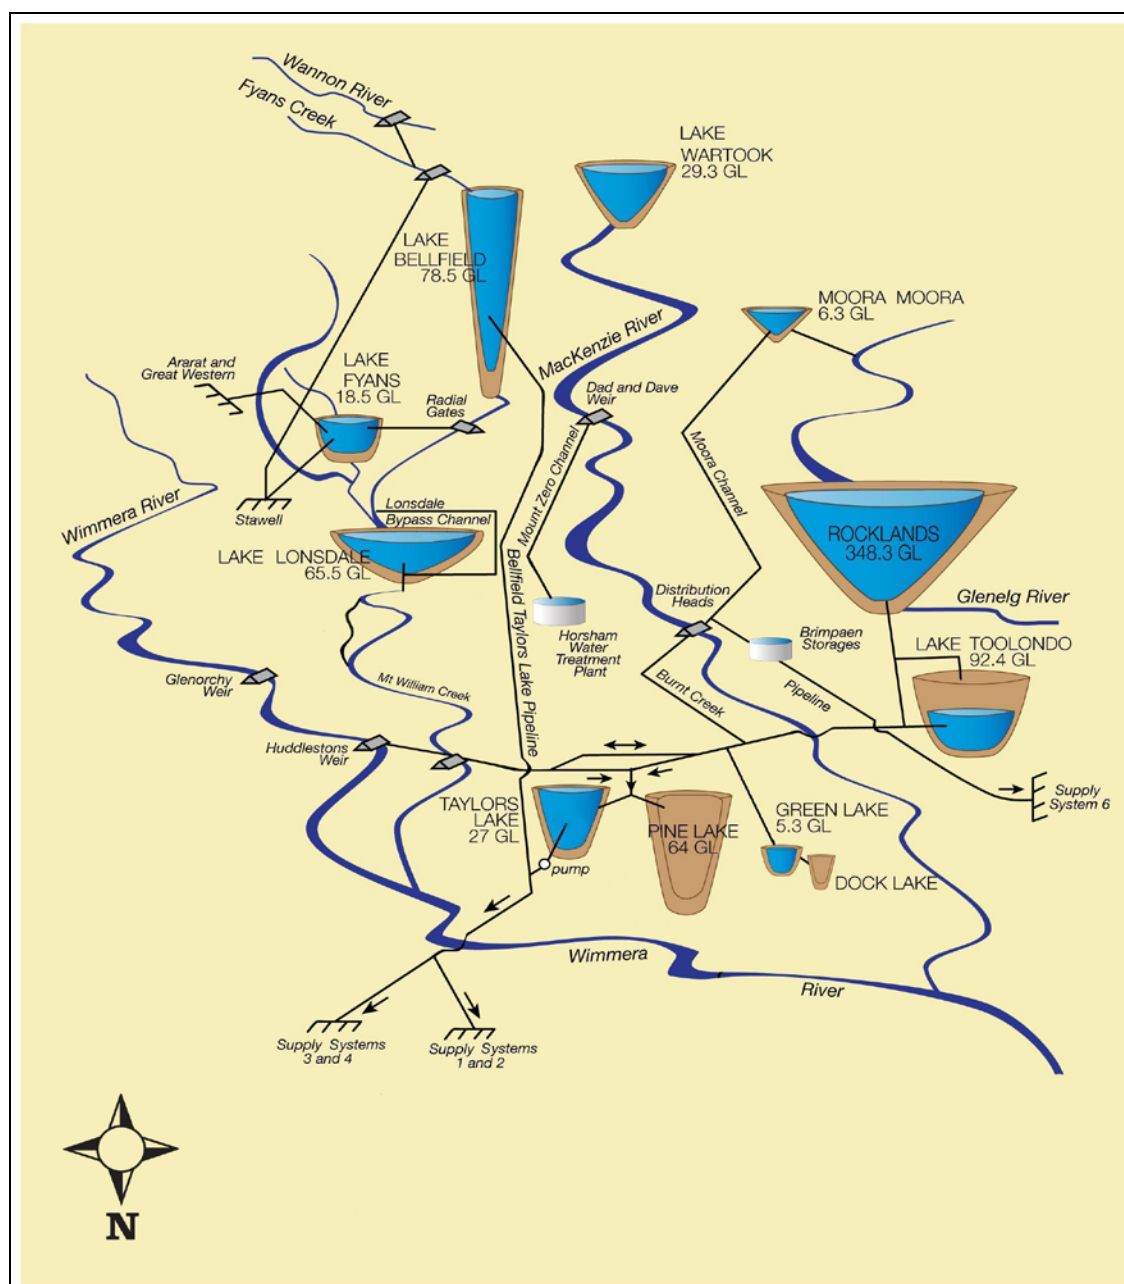 Wannon River
Fyans Creek
LAKE
WARTOOK
29.3 GL
LAKE
BELLFIELD
78.5 GL
MOORA MOORA
6.3 GL
MacKenzie River
Ararat and
Great Western
LAKE
FYANS
18.5 GL
Radial
Gates
Dad and Dave
Weir
Moora Channel
Mount Zero Channel
Wimmera River
Stawell
Lonsdale
Bypass Channel
LAKE LONSDALE
65.5 GL
Bellfield Taylors Lake Pipeline
ROCKLANDS
348.3 GL
Glenelg River
Distribution
Heads
Horsham
Water
Treatment
Plant
Brimpaen
Storages
LAKE TOOLONDO
92.4 GL
Glenorchy
Weir
Mt William Creek
Burnt Creek
Pipeline
Huddlestons
Weir
TAYLORS
LAKE
27 GL
PINE LAKE
64 GL
GREEN LAKE
5.3 GL
Supply
System 6
pump
DOCK LAKE
Wimmera
River
Supply Systems
3 and 4
Supply Systems
1 and 2
N